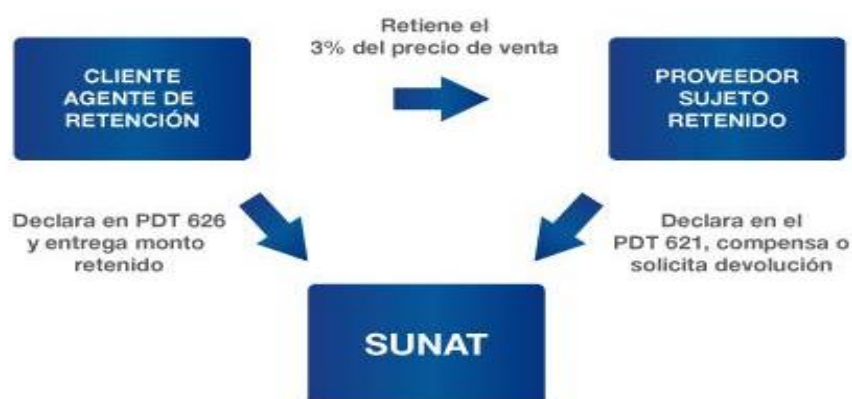 Retiene el
3% del precio de venta
CLIENTE
AGENTE DE
RETENCIÓN
PROVEEDOR
SUJETO
RETENIDO
Declara en PDT 626
y entrega monto
retenido
Declara en el
PDT 621, compensa o
solicita devolución
SUNAT